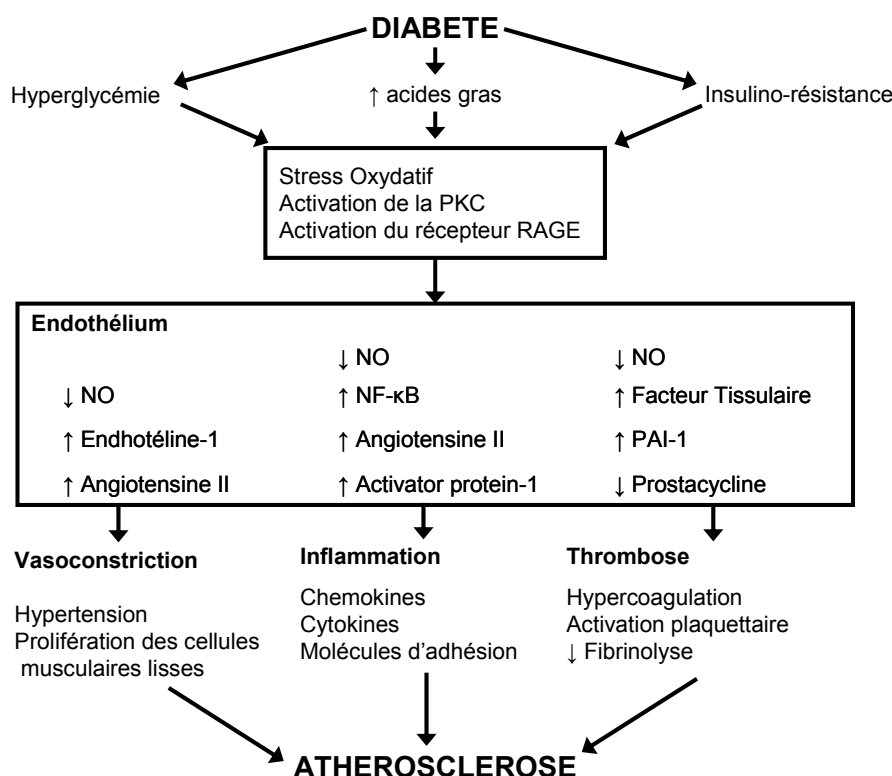 DIABETE
Hyperglycémie
↑ acides gras
Insulino-résistance
Stress Oxydatif
Activation de la PKC
Activation du récepteur RAGE
Endothélium
↓ NO
↑ Endhotéline-1
↑ Angiotensine II
↓ NO
↑ NF-κB
↑ Angiotensine II
↑ Activator protein-1
↓ NO
↑ Facteur Tissulaire
↑ PAI-1
↓ Prostacycline
Vasoconstriction
Hypertension
Prolifération des cellules
musculaires lisses
Inflammation
Chemokines
Cytokines
Molécules d’adhésion
Thrombose
Hypercoagulation
Activation plaquettaire
↓ Fibrinolyse
ATHEROSCLEROSE